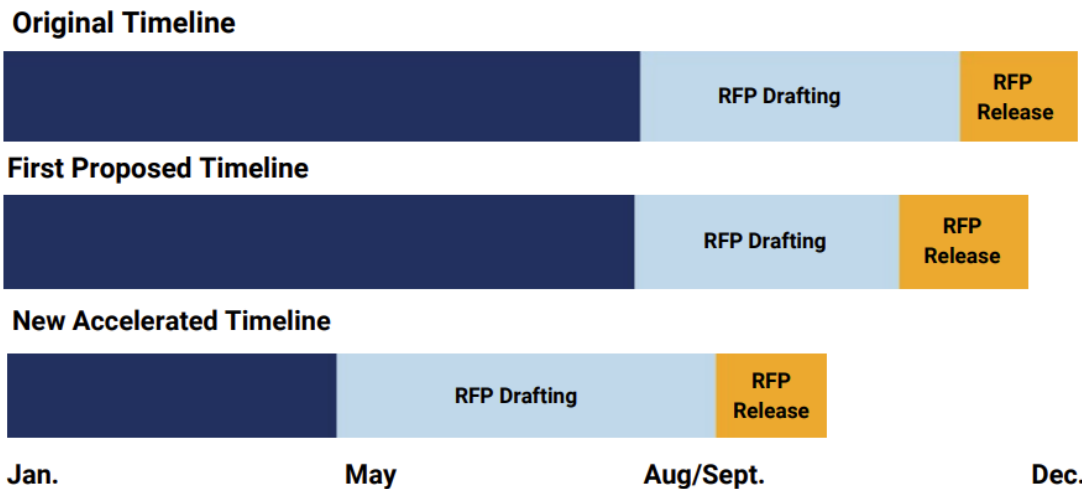 Original Timeline
RFP Drafting
RFP
Release
First Proposed Timeline
RFP Drafting
RFP
Release
New Accelerated Timeline
RFP Drafting
RFP
Release
Jan. May Aug/Sept. Dec.